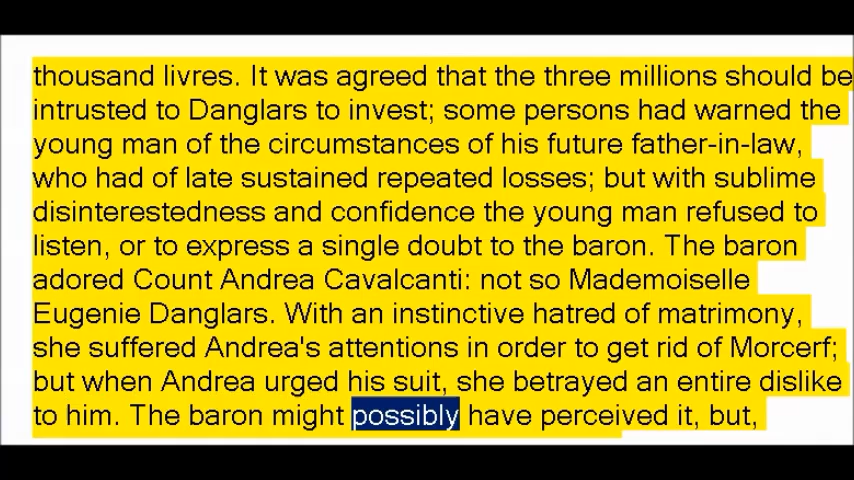 thousand livres. It was agreed that the three millions should be
intrusted to Danglars to invest; some persons had warned the
young man of the circumstances of his future father-in-law,
who had of late sustained repeated losses; but with sublime
disinterestedness and confidence the young man refused to
listen, or to express a single doubt to the baron. The baron
adored Count Andrea Cavalcanti: not so Mademoiselle
Eugenie Danglars. With an instinctive hatred of matrimony,
she suffered Andrea's attentions in order to get rid of Morcerf;
but when Andrea urged his suit, she betrayed an entire dislike
to him. The baron might possibly have perceived it, but,